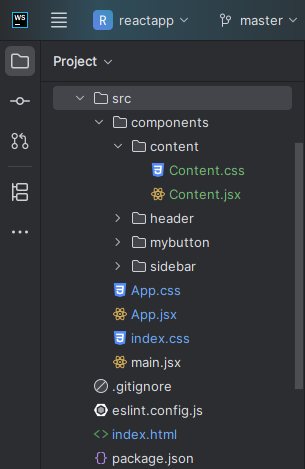 WS R reactapp master
Project
src
components
content
Content.css
Content.jsx
header
mybutton
sidebar
App.css
App.jsx
index.css
main.jsx
.gitignore
eslint.config.js
index.html
package.json